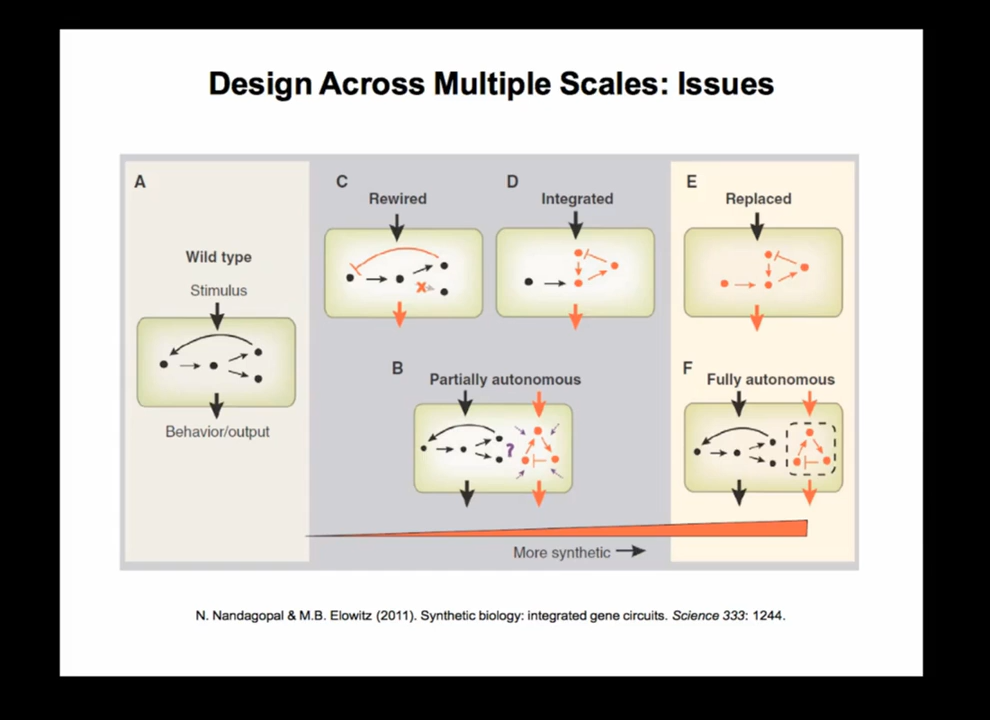 Design Across Multiple Scales: Issues
A
Wild type
Stimulus
Behavior/output
C
Rewired
x
D
Integrated
E
Replaced
B
Partially autonomous
?
F
Fully autonomous
More synthetic
N. Nandagopal & M.B. Elowitz (2011). Synthetic biology: integrated gene circuits. Science 333: 1244.